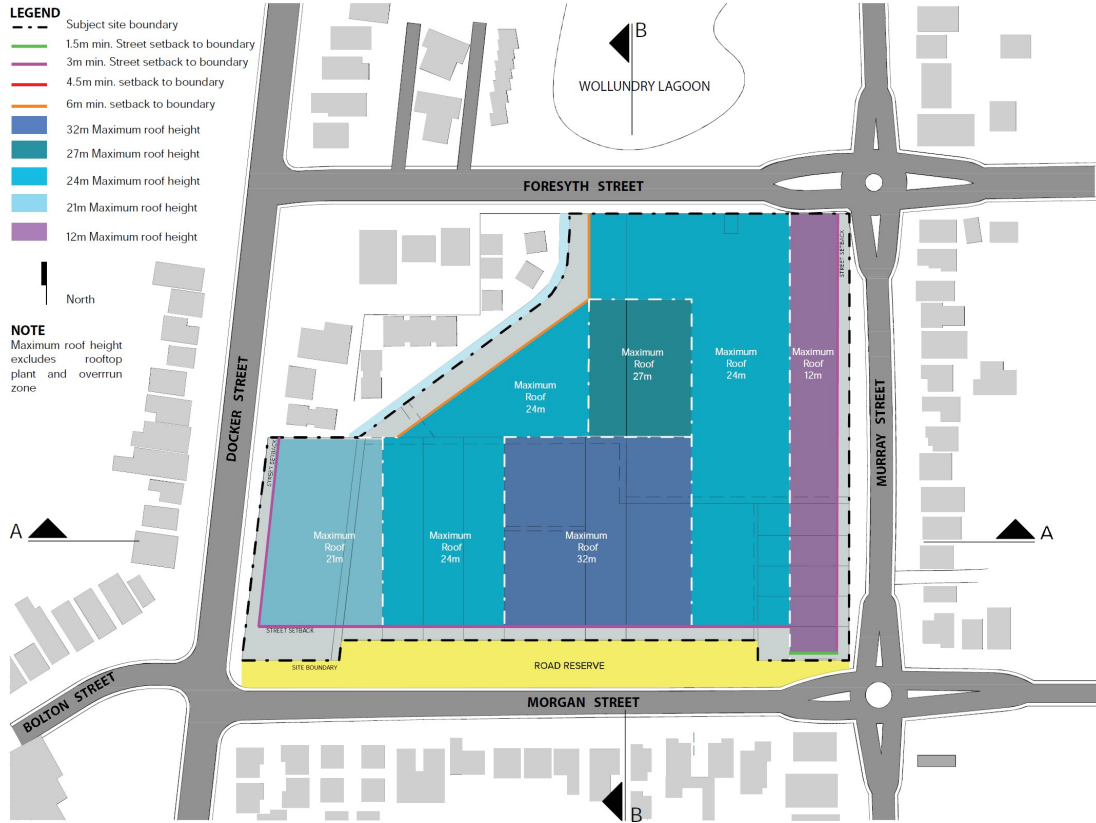 LEGEND
Subject site boundary
1.5m min. Street setback to boundary
3m min. Street setback to boundary
4.5m min. setback to boundary
6m min. setback to boundary
32m Maximum roof height
27m Maximum roof height
24m Maximum roof height
21m Maximum roof height
12m Maximum roof height
North
NOTE
Maximum roof height
excludes rooftop
plant and overrrun
zone
B
WOLLUNDRY LAGOON
FORESYTH STREET
STREET SETBACK
Maximum
Roof
27m
Maximum
Roof
24m
Maximum
Roof
12m
Maximum
Roof
24m
DOCKER STREET
MURRAY STREET
STREET SETBACK
A
A
Maximum
Roof
21m
Maximum
Roof
24m
Maximum
Roof
32m
STREET SETBACK
SITE BOUNDARY
ROAD RESERVE
BOLTON STREET
MORGAN STREET
B